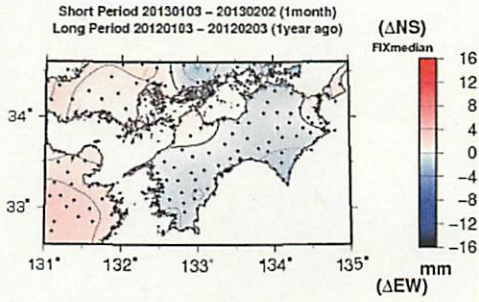 Short Period 20130103 – 20130202 (1month)
Long Period 20120103 – 20120203 (1year ago)
(ΔNS)
FIXmedian
16
12
8
4
0
−4
−8
−12
−16
mm
(ΔEW)
34°
33°
131° 132° 133° 134° 135°